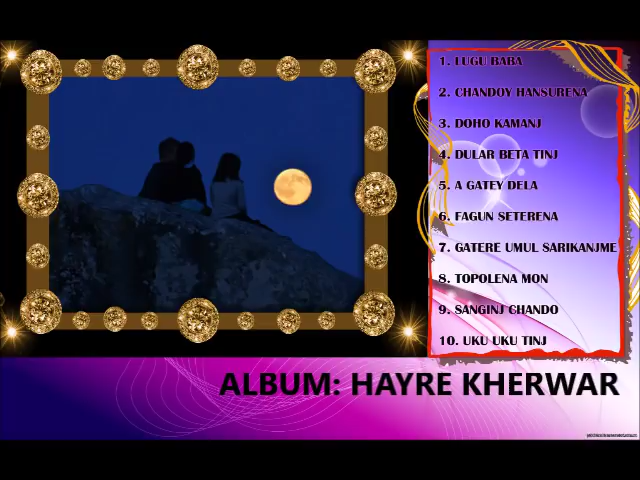 1. LUGU BABA
2. CHANDOY HANSURENA
3. DOHO KAMANJ
4. DULAR BETA TINJ
5. A GATEY DELA
6. FAGUN SETERENA
7. GATERE UMUL SARIKANJME
8. TOPOLENA MON
9. SANGINJ CHANDO
10. UKU UKU TINJ
ALBUM: HAYRE KHERWAR